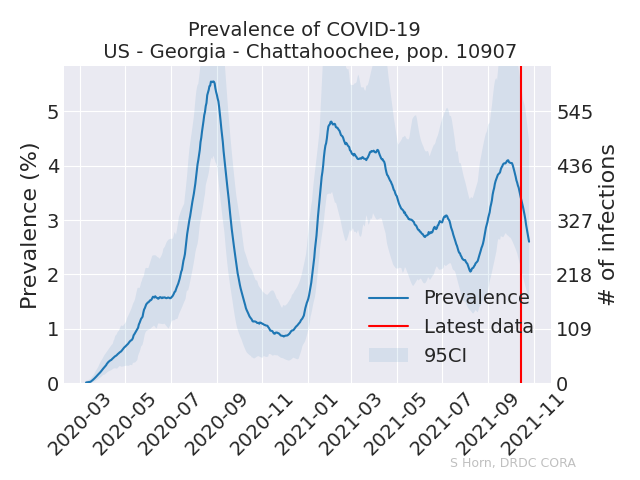 Prevalence of COVID-19
US - Georgia - Chattahoochee, pop. 10907
Prevalence (%)
5
4
3
2
1
0
545
436
327
218
109
0
# of infections
Prevalence
Latest data
95CI
2020-03
2020-05
2020-07
2020-09
2020-11
2021-01
2021-03
2021-05
2021-07
2021-09
2021-11
S Horn, DRDC CORA